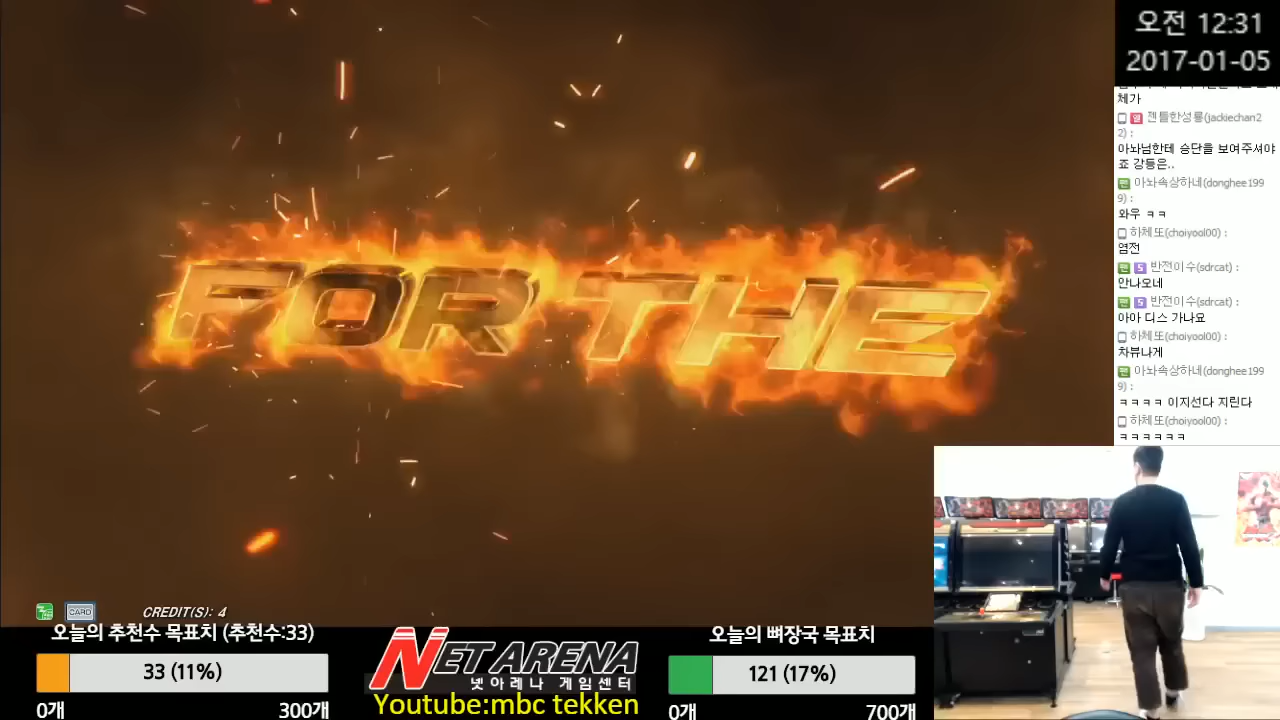 FOR THE
오전 12:31
2017-01-05
체가
젠틀한성룡(jackiechan2
2) :
아놔님한테 승단을 보여주셔야
죠 강등은..
아놔속상하네(donghee199
9) :
와우 ㅋㅋ
하체또(choiyool00) :
염전
반전이수(sdrcat) :
안나오네
반전이수(sdrcat) :
아아 디스 가나요
하체또(choiyool00) :
차뷰나게
아놔속상하네(donghee199
9) :
ㅋㅋㅋㅋ 이지선다 지린다
하체또(choiyool00) :
ㅋㅋㅋㅋㅋㅋ
CARD
CREDIT(S): 4
오늘의 추천수 목표치 (추천수:33)
33 (11%)
0개 300개
NET ARENA
넷아레나 게임센터
Youtube:mbc tekken
오늘의 뼈장국 목표치
121 (17%)
0개 700개